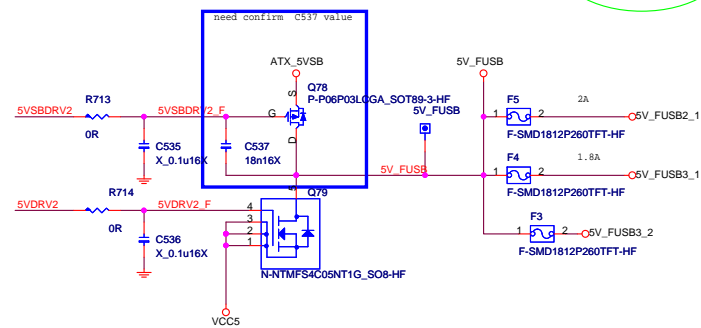 need confirm C537 value
ATX_5VSB
5V_FUSB
Q78
P-P06P03LCGA_SOT89-3-HF
5V_FUSB
S
G
D
R713
5VSBDRV2
5VSBDRV2_F
0R
C535
X_0.1u16X
C537
18n16X
F5
2A
1
2
5V_FUSB2_1
F-SMD1812P260TFT-HF
F4
1.8A
5V_FUSB
1
2
5V_FUSB3_1
F-SMD1812P260TFT-HF
R714
5VDRV2
5VDRV2_F
0R
C536
X_0.1u16X
5
Q79
4
3
2
1
N-NTMFS4C05NT1G_SO8-HF
F3
1
2
5V_FUSB3_2
F-SMD1812P260TFT-HF
VCC5